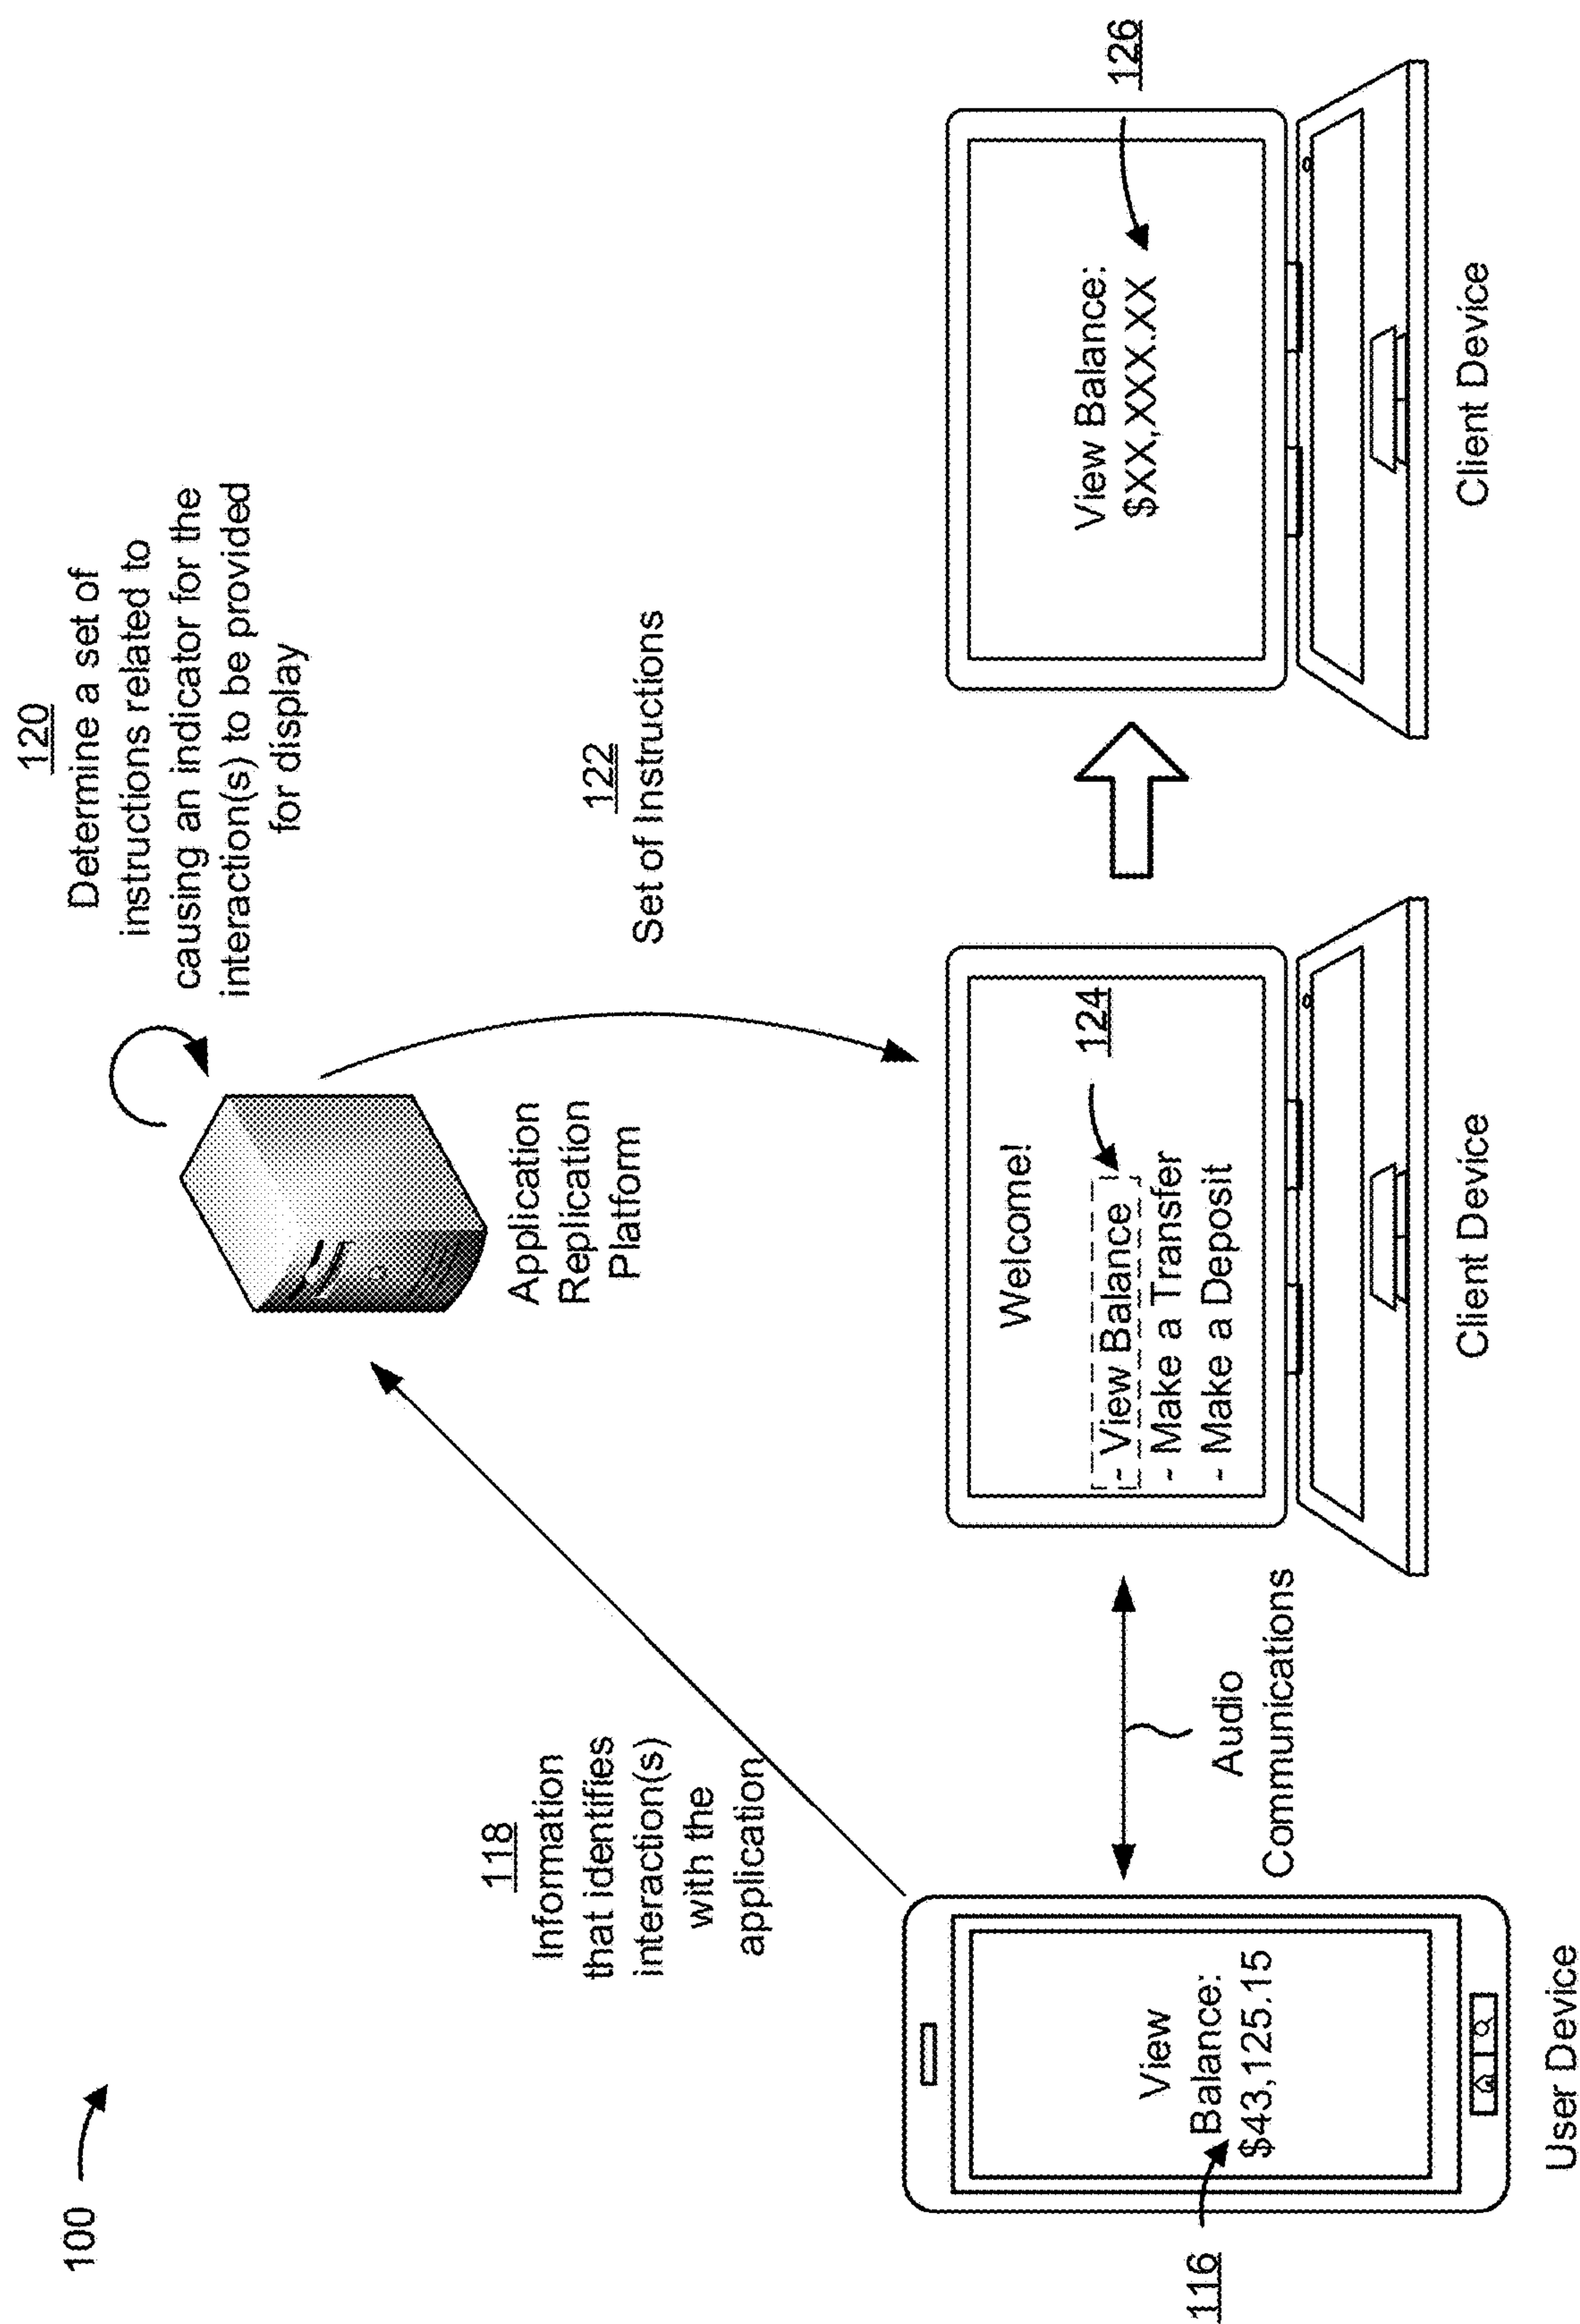 100
120
Determine a set of
instructions related to
causing an indicator for the
interaction(s) to be provided
for display
118
Information
that identifies
interaction(s)
with the
application
Application
Replication
Platform
122
Set of Instructions
116
View
Balance:
$43,125.15
User Device
Audio
Communications
Welcome!
124
- View Balance
- Make a Transfer
- Make a Deposit
Client Device
126
View Balance:
$XX,XXX.XX
Client Device